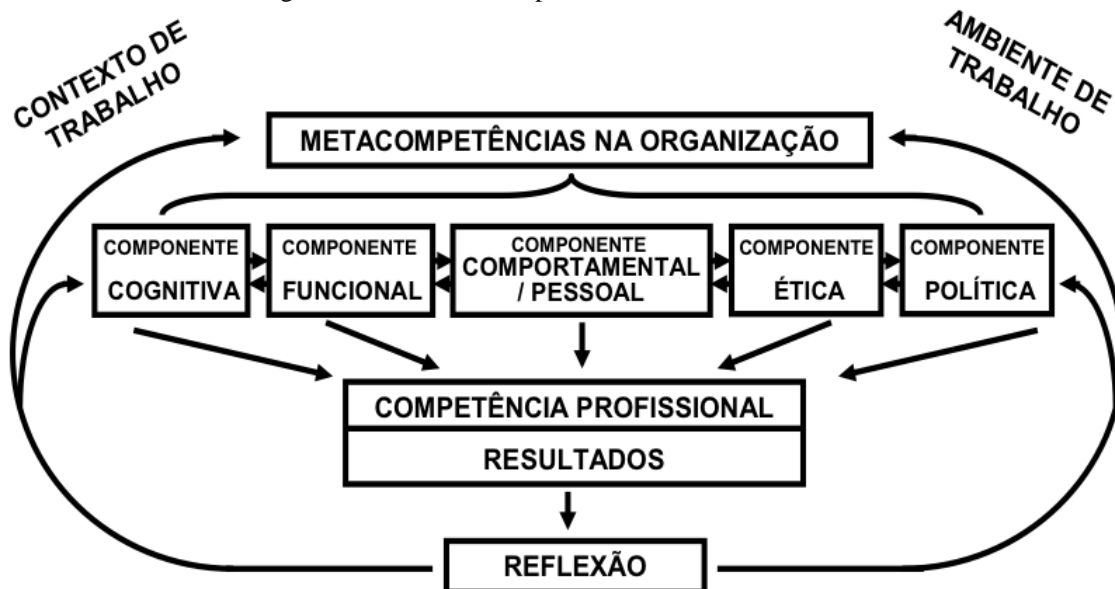 CONTEXTO DE
TRABALHO
AMBIENTE DE
TRABALHO
METACOMPETÊNCIAS NA ORGANIZAÇÃO
COMPONENTE
COGNITIVA
COMPONENTE
FUNCIONAL
COMPONENTE
COMPORTAMENTAL
/ PESSOAL
COMPONENTE
ÉTICA
COMPONENTE
POLÍTICA
COMPETÊNCIA PROFISSIONAL
RESULTADOS
REFLEXÃO